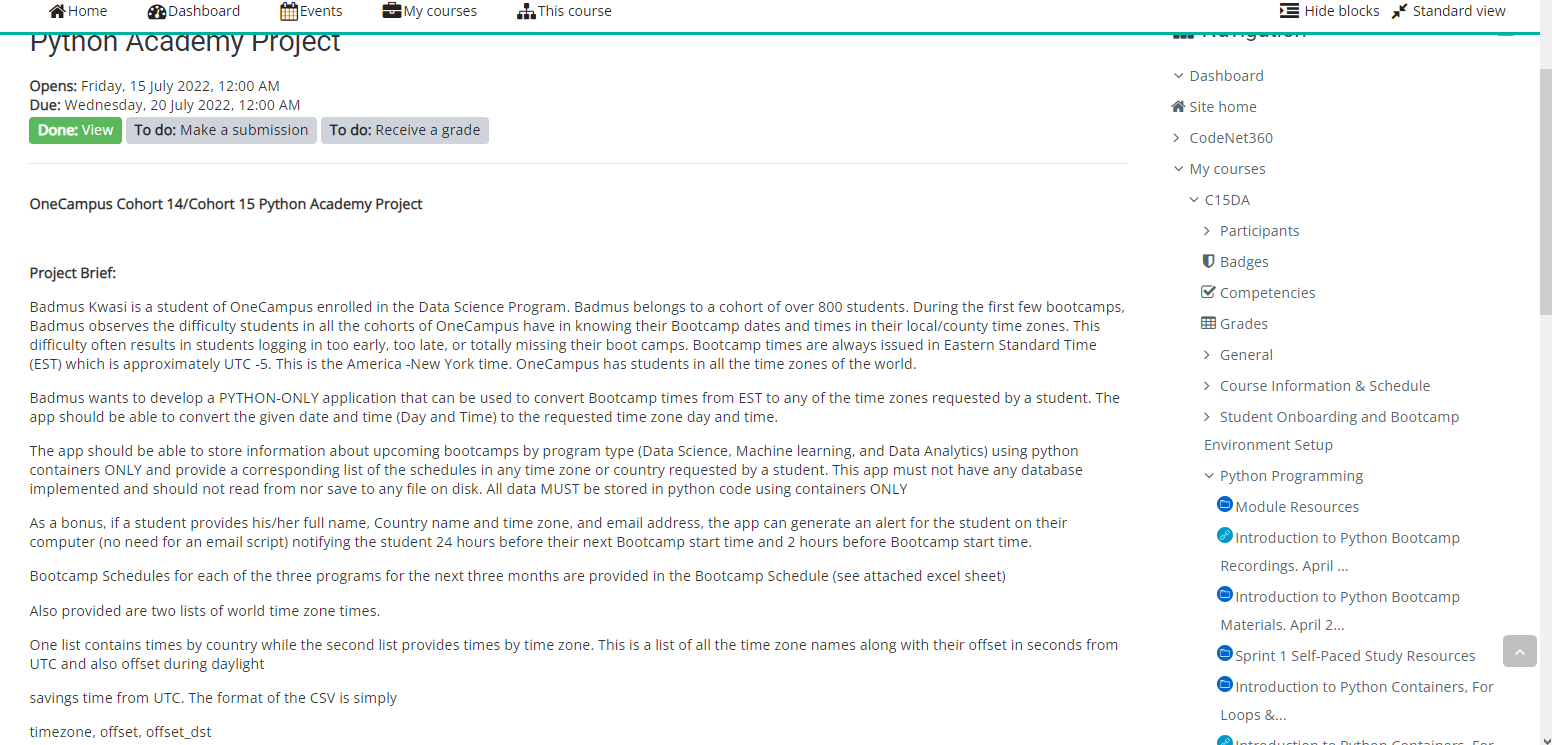 Home Dashboard Events My courses This course Hide blocks Standard view
Python Academy Project
Opens: Friday, 15 July 2022, 12:00 AM
Due: Wednesday, 20 July 2022, 12:00 AM
Done: View To do: Make a submission To do: Receive a grade
OneCampus Cohort 14/Cohort 15 Python Academy Project
Project Brief:
Badmus Kwasi is a student of OneCampus enrolled in the Data Science Program. Badmus belongs to a cohort of over 800 students. During the first few bootcamps,
Badmus observes the difficulty students in all the cohorts of OneCampus have in knowing their Bootcamp dates and times in their local/county time zones. This
difficulty often results in students logging in too early, too late, or totally missing their boot camps. Bootcamp times are always issued in Eastern Standard Time
(EST) which is approximately UTC -5. This is the America -New York time. OneCampus has students in all the time zones of the world.
Badmus wants to develop a PYTHON-ONLY application that can be used to convert Bootcamp times from EST to any of the time zones requested by a student. The
app should be able to convert the given date and time (Day and Time) to the requested time zone day and time.
The app should be able to store information about upcoming bootcamps by program type (Data Science, Machine learning, and Data Analytics) using python
containers ONLY and provide a corresponding list of the schedules in any time zone or country requested by a student. This app must not have any database
implemented and should not read from nor save to any file on disk. All data MUST be stored in python code using containers ONLY
As a bonus, if a student provides his/her full name, Country name and time zone, and email address, the app can generate an alert for the student on their
computer (no need for an email script) notifying the student 24 hours before their next Bootcamp start time and 2 hours before Bootcamp start time.
Bootcamp Schedules for each of the three programs for the next three months are provided in the Bootcamp Schedule (see attached excel sheet)
Also provided are two lists of world time zone times.
One list contains times by country while the second list provides times by time zone. This is a list of all the time zone names along with their offset in seconds from
UTC and also offset during daylight
savings time from UTC. The format of the CSV is simply
timezone, offset, offset_dst
Navigation
Dashboard
Site home
CodeNet360
My courses
C15DA
Participants
Badges
Competencies
Grades
General
Course Information & Schedule
Student Onboarding and Bootcamp
Environment Setup
Python Programming
Module Resources
Introduction to Python Bootcamp
Recordings. April ...
Introduction to Python Bootcamp
Materials. April 2...
Sprint 1 Self-Paced Study Resources
Introduction to Python Containers, For
Loops &...
Introduction to Python Containers, For